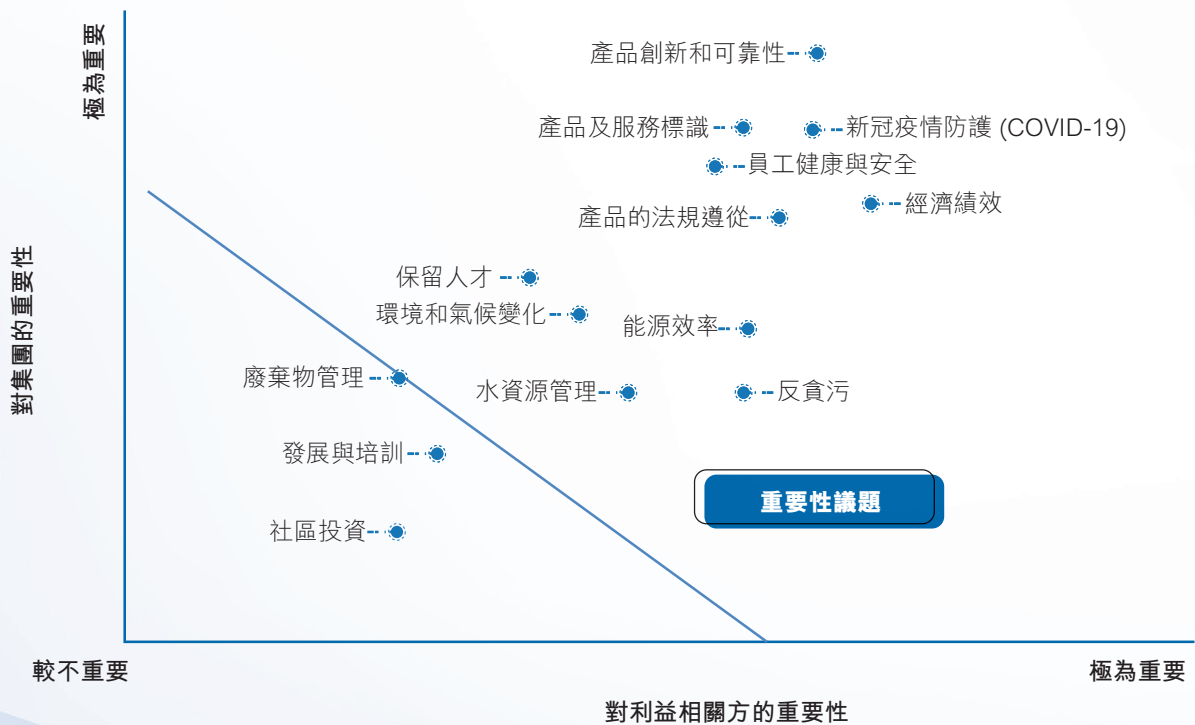 極為重要
對集團的重要性
產品創新和可靠性
產品及服務標識
新冠疫情防護 (COVID-19)
員工健康與安全
經濟績效
產品的法規遵從
保留人才
環境和氣候變化
能源效率
廢棄物管理
水資源管理
反貪污
發展與培訓
重要性議題
社區投資
較不重要
極為重要
對利益相關方的重要性